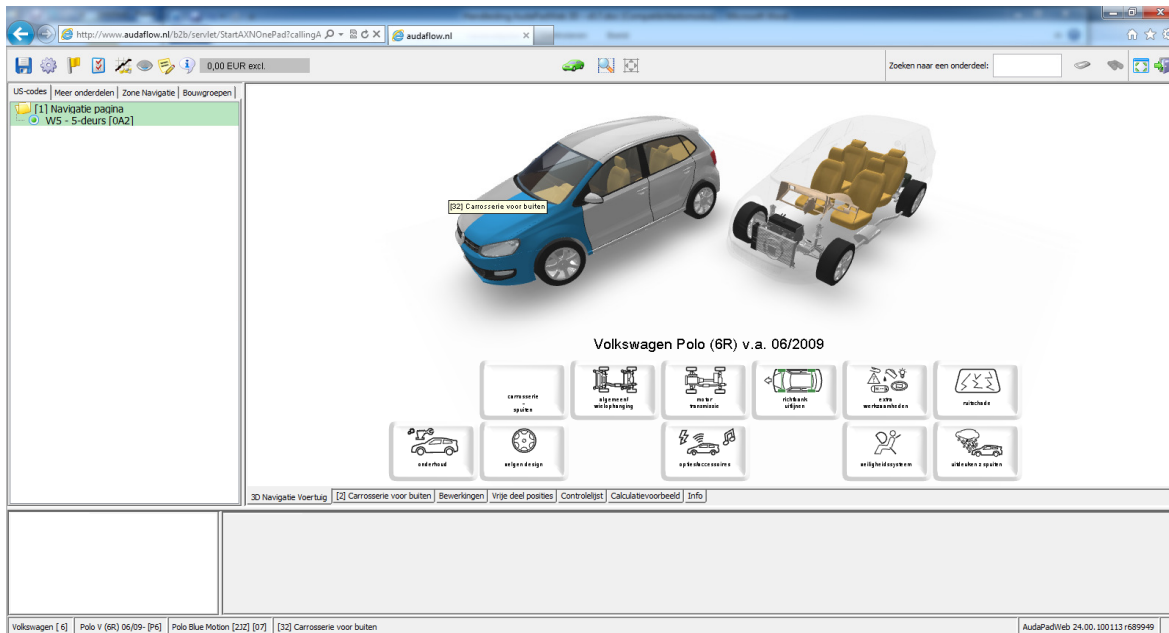 http://www.audaflow.nl/b2b/servlet/StartAXNOnePad?callingA
audaflow.nl
0,00 EUR excl.
Zoeken naar een onderdeel:
US-codes Meer onderdelen Zone Navigatie Bouwgroepen
[1] Navigatie pagina
W5 - 5-deurs [0A2]
[32] Carrosserie voor buiten
Volkswagen Polo (6R) v.a. 06/2009
carrosserie - spuiten
algemeen wielophanging
motor transmissie
richtbank uitlijnen
extra werkzaamheden
ruitschade
onderhoud
velgen design
opties/accessoires
veiligheidssysteem
uitdeuken z spuiten
3D Navigatie Voertuig [2] Carrosserie voor buiten Bewerkingen Vrije deel posities Controlelijst Calculatievoorbeeld Info
Volkswagen [ 6] Polo V (6R) 06/09- [P6] Polo Blue Motion [2JZ] [07] [32] Carrosserie voor buiten AudaPadWeb 24.00.100113 r689949